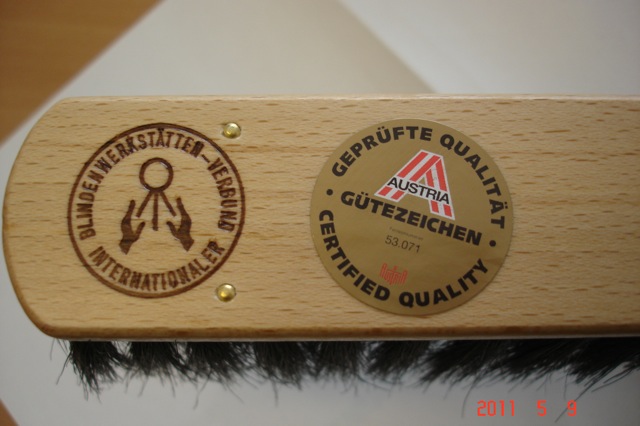 BLINDENWERKSTÄTTEN-VERBUND
INTERNATIONALER
GEPRÜFTE QUALITÄT
AUSTRIA
GÜTEZEICHEN
53.071
CERTIFIED QUALITY
2011 5 9